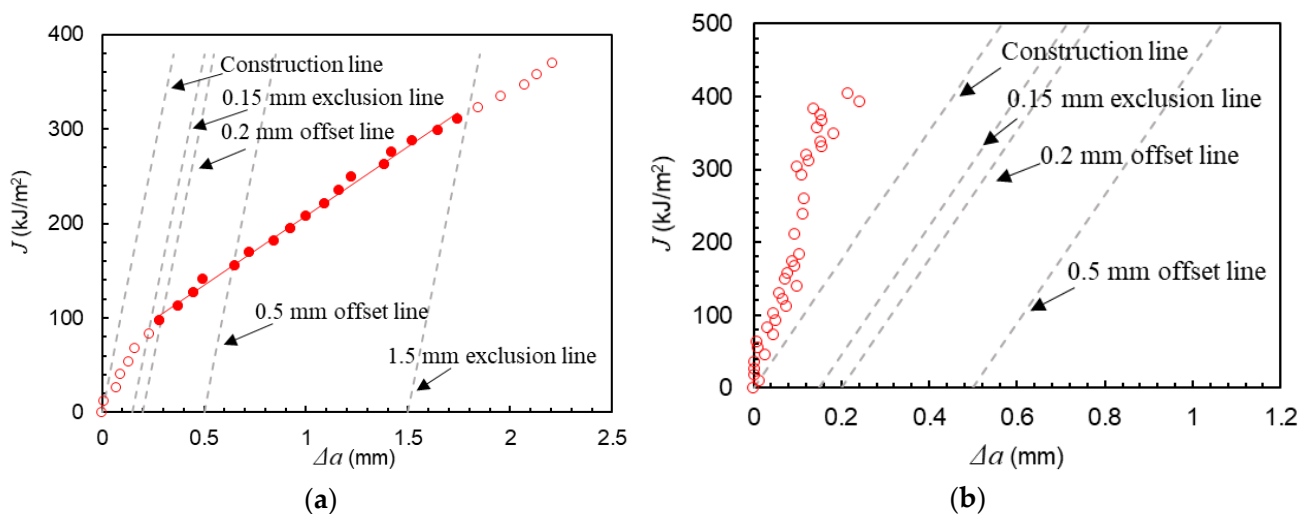 400
300
200
100
0
J (kJ/m²)
Construction line
0.15 mm exclusion line
0.2 mm offset line
0.5 mm offset line
1.5 mm exclusion line
0 0.5 1 1.5 2 2.5
Δa (mm)
(a)
500
400
300
200
100
0
J (kJ/m²)
Construction line
0.15 mm exclusion line
0.2 mm offset line
0.5 mm offset line
0 0.2 0.4 0.6 0.8 1 1.2
Δa (mm)
(b)